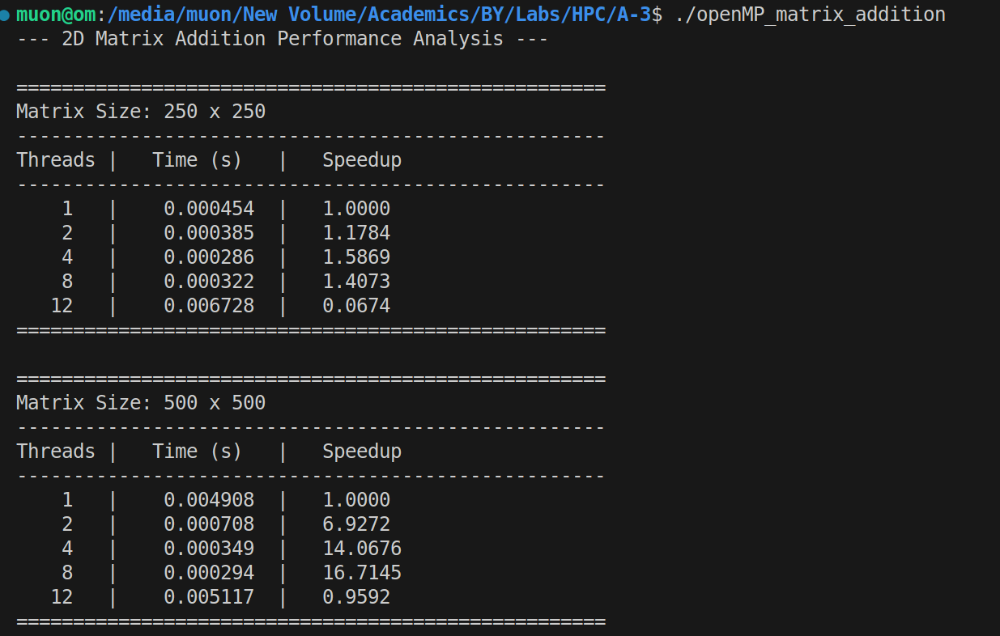 muon@om:/media/muon/New Volume/Academics/BY/Labs/HPC/A-3$ ./openMP_matrix_addition
--- 2D Matrix Addition Performance Analysis ---
====================================================
Matrix Size: 250 x 250
----------------------------------------------------
Threads |   Time (s)   |   Speedup
----------------------------------------------------
    1   |    0.000454  |   1.0000
    2   |    0.000385  |   1.1784
    4   |    0.000286  |   1.5869
    8   |    0.000322  |   1.4073
   12   |    0.006728  |   0.0674
====================================================
====================================================
Matrix Size: 500 x 500
----------------------------------------------------
Threads |   Time (s)   |   Speedup
----------------------------------------------------
    1   |    0.004908  |   1.0000
    2   |    0.000708  |   6.9272
    4   |    0.000349  |   14.0676
    8   |    0.000294  |   16.7145
   12   |    0.005117  |   0.9592
====================================================